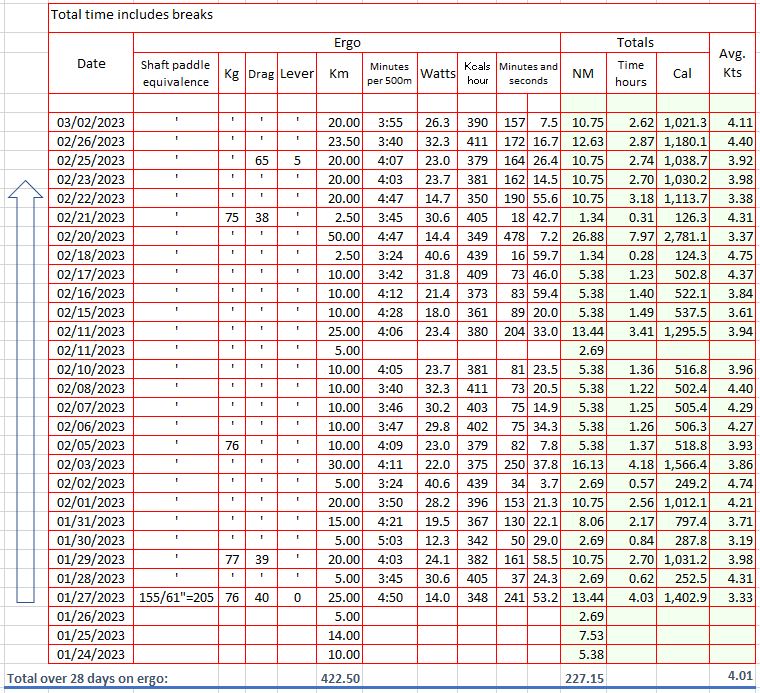 Total time includes breaks
Ergo Totals
Date Shaft paddle equivalence Kg Drag Lever Km Minutes per 500m Watts Kcals hour Minutes and seconds NM Time hours Cal Avg. Kts
03/02/2023 ' ' ' ' 20.00 3:55 26.3 390 157 7.5 10.75 2.62 1,021.3 4.11
02/26/2023 ' ' ' ' 23.50 3:40 32.3 411 172 16.7 12.63 2.87 1,180.1 4.40
02/25/2023 ' ' 65 5 20.00 4:07 23.0 379 164 26.4 10.75 2.74 1,038.7 3.92
02/23/2023 ' ' ' ' 20.00 4:03 23.7 381 162 14.5 10.75 2.70 1,030.2 3.98
02/22/2023 ' ' ' ' 20.00 4:47 14.7 350 190 55.6 10.75 3.18 1,113.7 3.38
02/21/2023 ' 75 38 ' 2.50 3:45 30.6 405 18 42.7 1.34 0.31 126.3 4.31
02/20/2023 ' ' ' ' 50.00 4:47 14.4 349 478 7.2 26.88 7.97 2,781.1 3.37
02/18/2023 ' ' ' ' 2.50 3:24 40.6 439 16 59.7 1.34 0.28 124.3 4.75
02/17/2023 ' ' ' ' 10.00 3:42 31.8 409 73 46.0 5.38 1.23 502.8 4.37
02/16/2023 ' ' ' ' 10.00 4:12 21.4 373 83 59.4 5.38 1.40 522.1 3.84
02/15/2023 ' ' ' ' 10.00 4:28 18.0 361 89 20.0 5.38 1.49 537.5 3.61
02/11/2023 ' ' ' ' 25.00 4:06 23.4 380 204 33.0 13.44 3.41 1,295.5 3.94
02/11/2023 ' ' ' ' 5.00 2.69
02/10/2023 ' ' ' ' 10.00 4:05 23.7 381 81 23.5 5.38 1.36 516.8 3.96
02/08/2023 ' ' ' ' 10.00 3:40 32.3 411 73 20.5 5.38 1.22 502.4 4.40
02/07/2023 ' ' ' ' 10.00 3:46 30.2 403 75 14.9 5.38 1.25 505.4 4.29
02/06/2023 ' ' ' ' 10.00 3:47 29.8 402 75 34.3 5.38 1.26 506.3 4.27
02/05/2023 ' 76 ' ' 10.00 4:09 23.0 379 82 7.8 5.38 1.37 518.8 3.93
02/03/2023 ' ' ' ' 30.00 4:11 22.0 375 250 37.8 16.13 4.18 1,566.4 3.86
02/02/2023 ' ' ' ' 5.00 3:24 40.6 439 34 3.7 2.69 0.57 249.2 4.74
02/01/2023 ' ' ' ' 20.00 3:50 28.2 396 153 21.3 10.75 2.56 1,012.1 4.21
01/31/2023 ' ' ' ' 15.00 4:21 19.5 367 130 22.1 8.06 2.17 797.4 3.71
01/30/2023 ' ' ' ' 5.00 5:03 12.3 342 50 29.0 2.69 0.84 287.8 3.19
01/29/2023 ' 77 39 ' 20.00 4:03 24.1 382 161 58.5 10.75 2.70 1,031.2 3.98
01/28/2023 ' ' ' ' 5.00 3:45 30.6 405 37 24.3 2.69 0.62 252.5 4.31
01/27/2023 155/61"=205 76 40 0 25.00 4:50 14.0 348 241 53.2 13.44 4.03 1,402.9 3.33
01/26/2023 5.00 2.69
01/25/2023 14.00 7.53
01/24/2023 10.00 5.38
Total over 28 days on ergo: 422.50 227.15 4.01